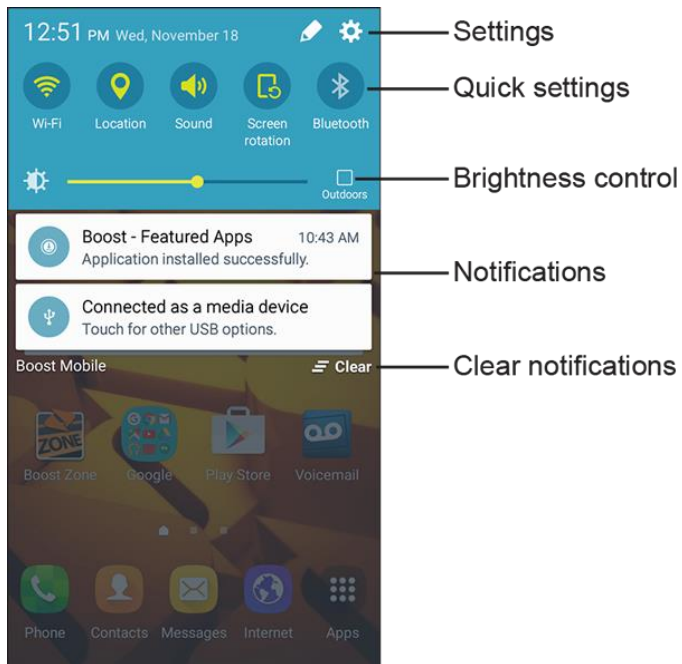 12:51 PM Wed, November 18
Settings
Wi-Fi Location Sound Screen rotation Bluetooth
Quick settings
Outdoors
Brightness control
Boost - Featured Apps 10:43 AM
Application installed successfully.
Notifications
Connected as a media device
Touch for other USB options.
Boost Mobile Clear
Clear notifications
ZONE
Boost Zone Google Play Store Voicemail
Phone Contacts Messages Internet Apps